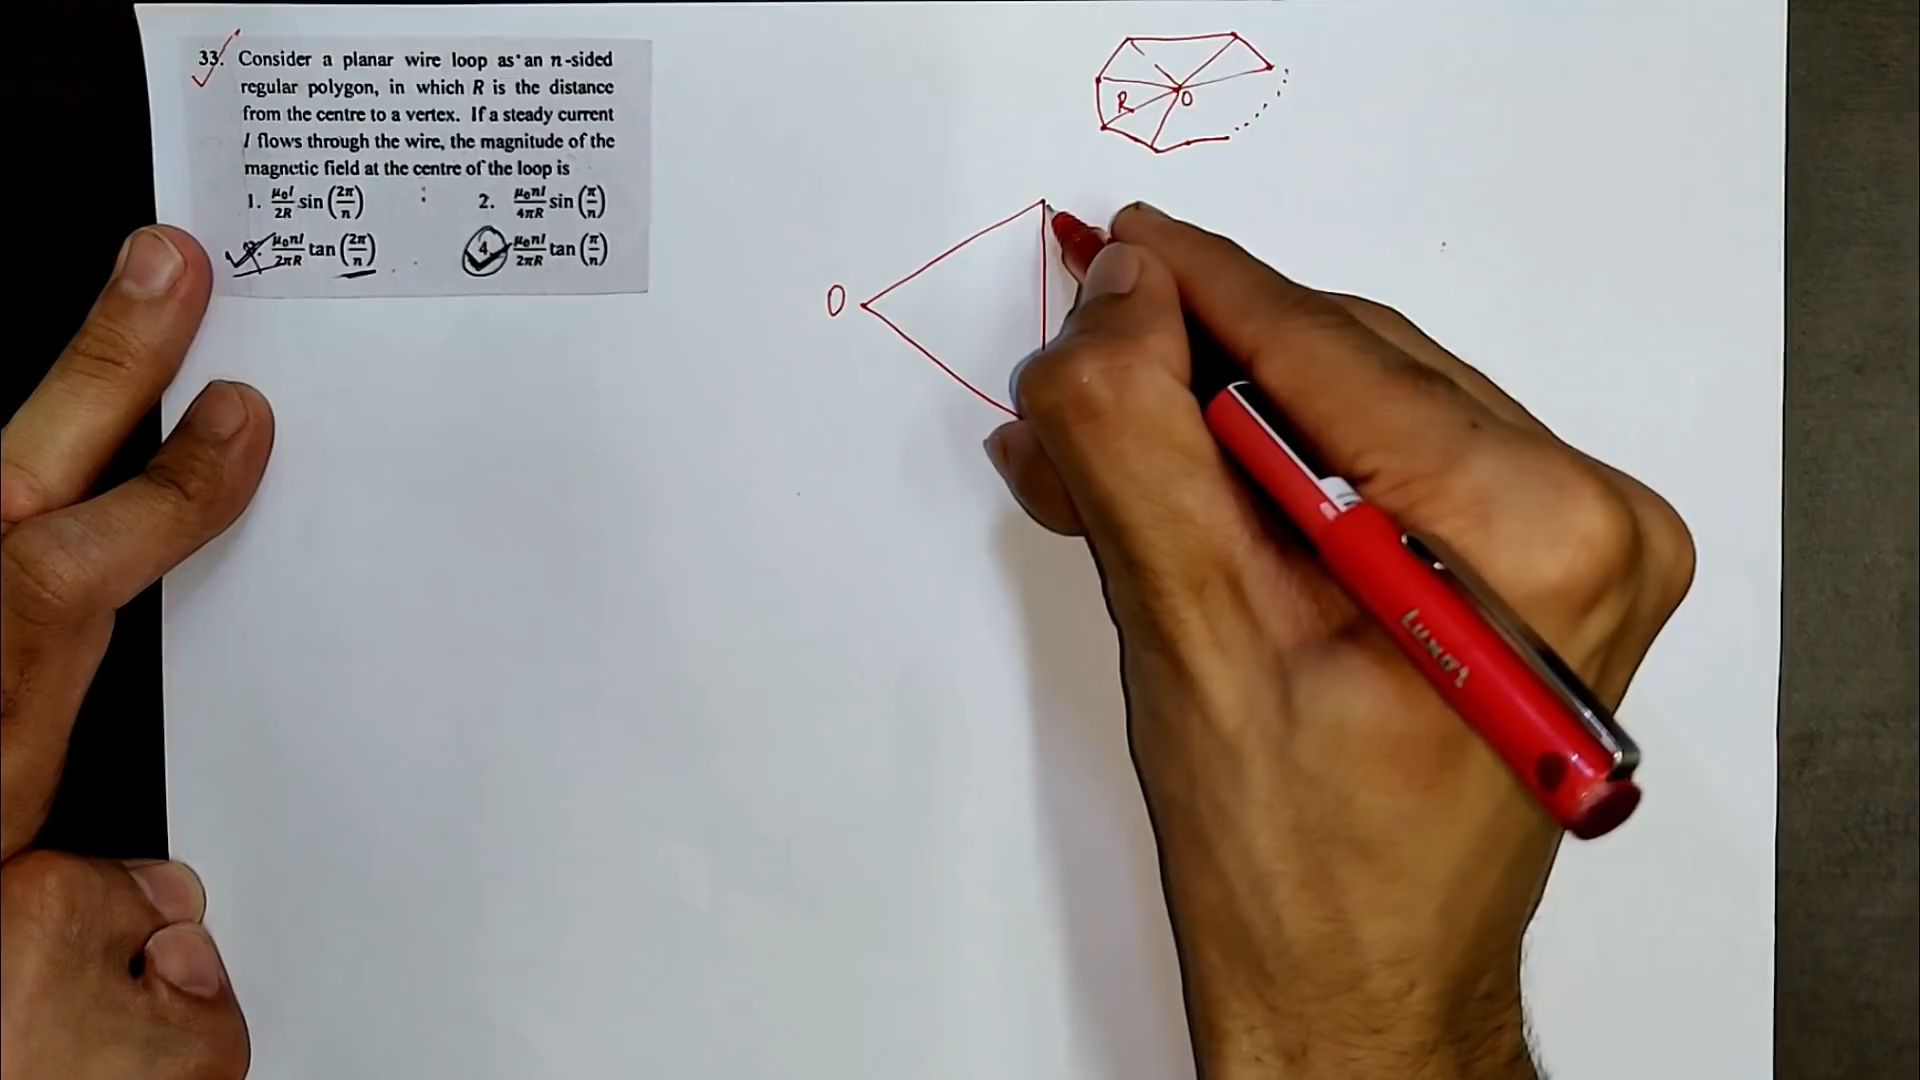 33. Consider a planar wire loop as an n-sided
regular polygon, in which R is the distance
from the centre to a vertex. If a steady current
I flows through the wire, the magnitude of the
magnetic field at the centre of the loop is
1. μ₀I/2R sin(2π/n) 2. μ₀nI/4πR sin(π/n)
μ₀nI/2πR tan(2π/n) 4. μ₀nI/2πR tan(π/n)
R O
O
Luxor